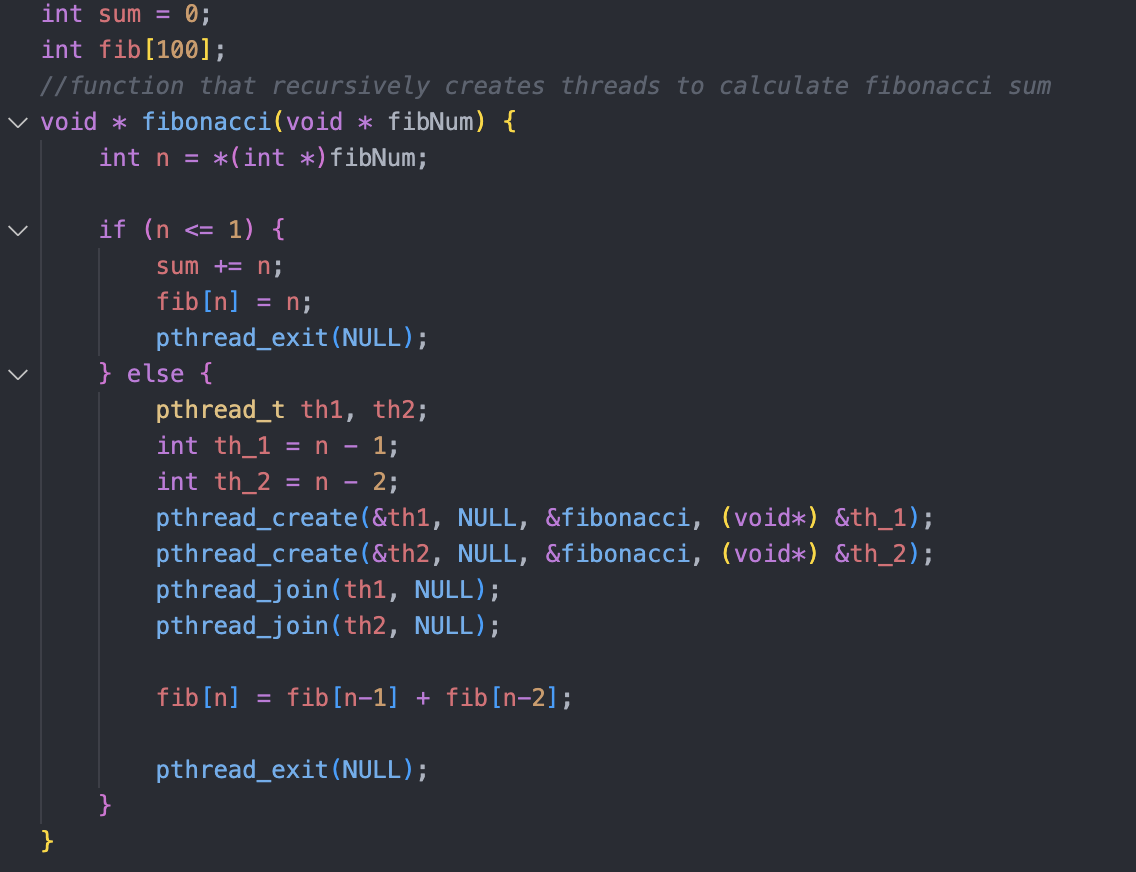 int sum = 0;
int fib[100];
//function that recursively creates threads to calculate fibonacci sum
void * fibonacci(void * fibNum) {
    int n = *(int *)fibNum;

    if (n <= 1) {
        sum += n;
        fib[n] = n;
        pthread_exit(NULL);
    } else {
        pthread_t th1, th2;
        int th_1 = n - 1;
        int th_2 = n - 2;
        pthread_create(&th1, NULL, &fibonacci, (void*) &th_1);
        pthread_create(&th2, NULL, &fibonacci, (void*) &th_2);
        pthread_join(th1, NULL);
        pthread_join(th2, NULL);

        fib[n] = fib[n-1] + fib[n-2];

        pthread_exit(NULL);
    }
}